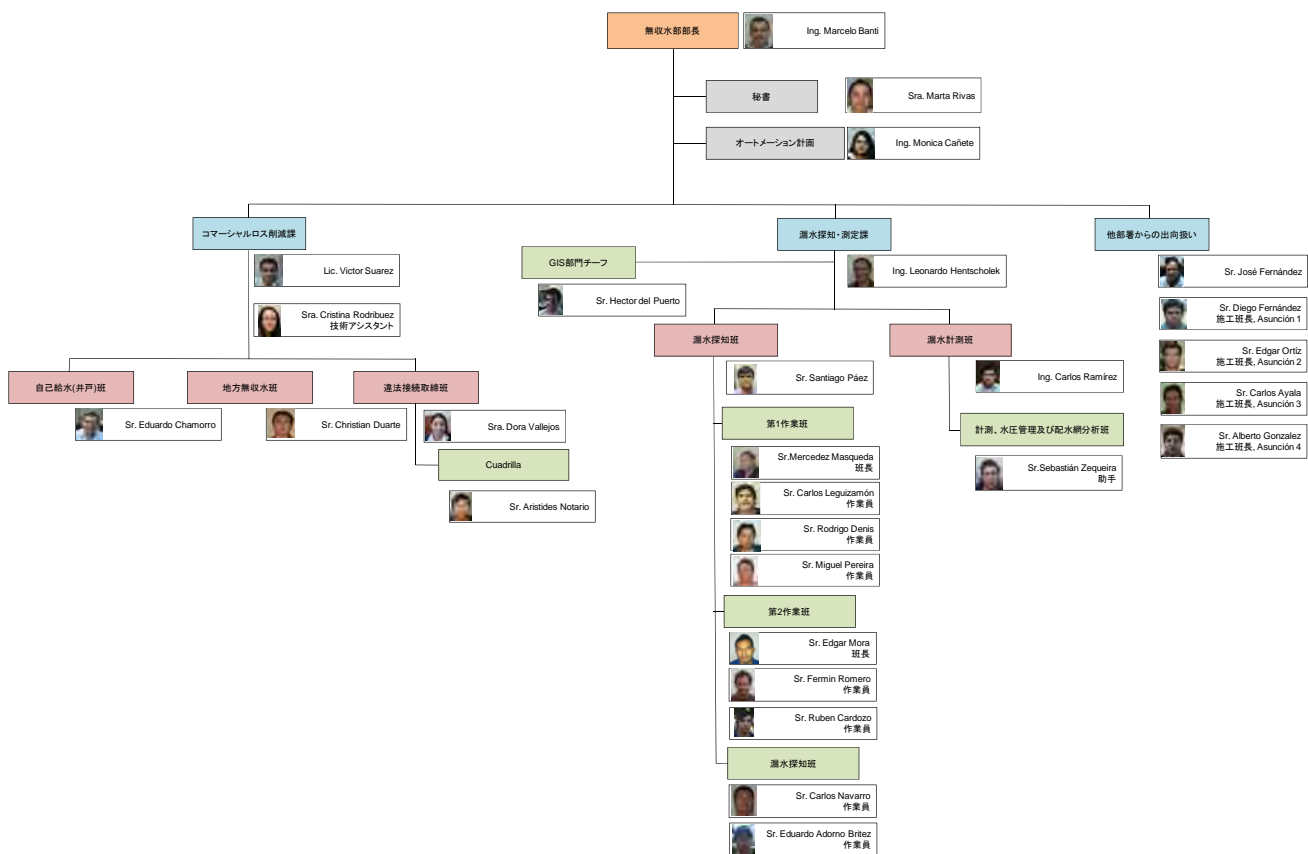 無収水部部長
Ing. Marcelo Banti
秘書
Sra. Marta Rivas
オートメーション計画
Ing. Monica Cañete
コマーシャルロス削減課
Lic. Victor Suarez
Sra. Cristina Rodribuez
技術アシスタント
自己給水(井戸)班
Sr. Eduardo Chamorro
地方無収水班
Sr. Christian Duarte
違法接続取締班
Sra. Dora Vallejos
Cuadrilla
Sr. Aristides Notario
漏水探知・測定課
Ing. Leonardo Hentscholek
GIS部門チーフ
Sr. Hector del Puerto
漏水探知班
Sr. Santiago Páez
第1作業班
Sr.Mercedez Masqueda
班長
Sr. Carlos Leguizamón
作業員
Sr. Rodrigo Denis
作業員
Sr. Miguel Pereira
作業員
第2作業班
Sr. Edgar Mora
班長
Sr. Fermin Romero
作業員
Sr. Ruben Cardozo
作業員
漏水探知班
Sr. Carlos Navarro
作業員
Sr. Eduardo Adorno Britez
作業員
漏水計測班
Ing. Carlos Ramírez
計測、水圧管理及び配水網分析班
Sr.Sebastián Zequeira
助手
他部署からの出向扱い
Sr. José Fernández
Sr. Diego Fernández
施工班長, Asunción 1
Sr. Edgar Ortíz
施工班長, Asunción 2
Sr. Carlos Ayala
施工班長, Asunción 3
Sr. Alberto Gonzalez
施工班長, Asunción 4